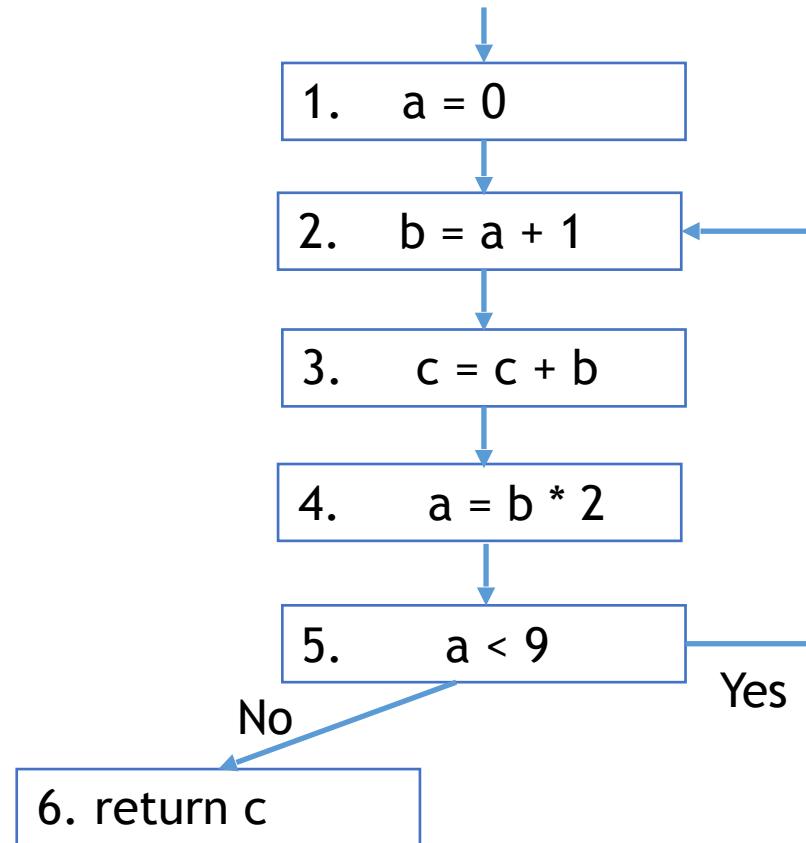 1. a = 0
2. b = a + 1
3. c = c + b
4. a = b * 2
5. a < 9
Yes
No
6. return c